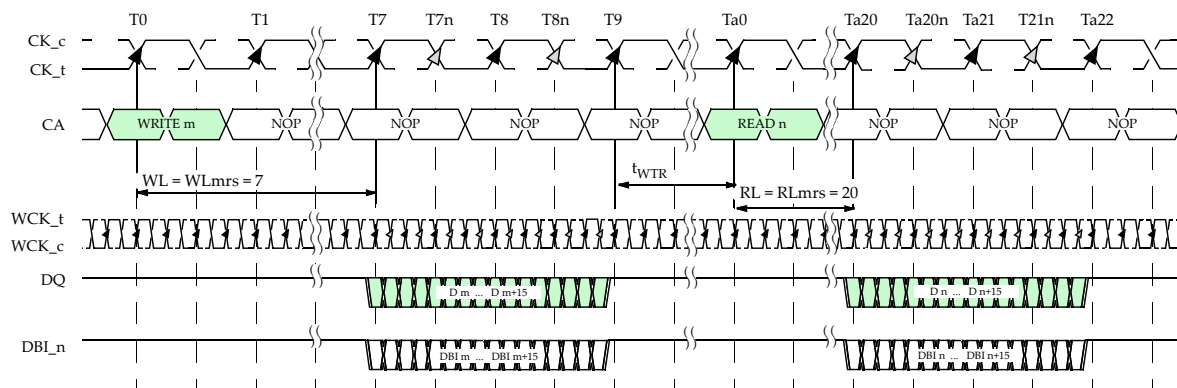 T0 T1 T7 T7n T8 T8n T9 Ta0 Ta20 Ta20n Ta21 T21n Ta22
CK_c
CK_t
CA WRITE m NOP NOP NOP NOP READ n NOP NOP NOP
WL = WLmrs = 7
tWTR
RL = RLmrs = 20
WCK_t
WCK_c
DQ D m ... D m+15 D n ... D n+15
DBI_n DBI m ... DBI m+15 DBI n ... DBI n+15